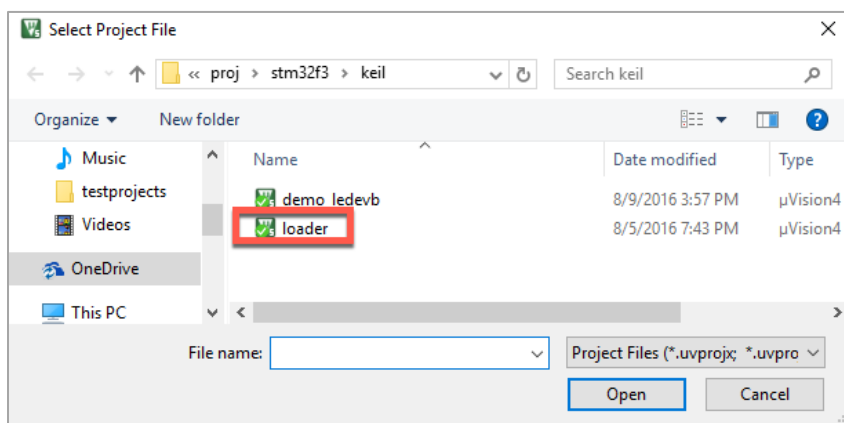 Select Project File
« proj > stm32f3 > keil
Search keil
Organize
New folder
Name
Date modified
Type
Music
testprojects
Videos
OneDrive
This PC
demo_ledevb
8/9/2016 3:57 PM
µVision4
loader
8/5/2016 7:43 PM
µVision4
File name:
Project Files (*.uvprojx; *.uvpro
Open
Cancel